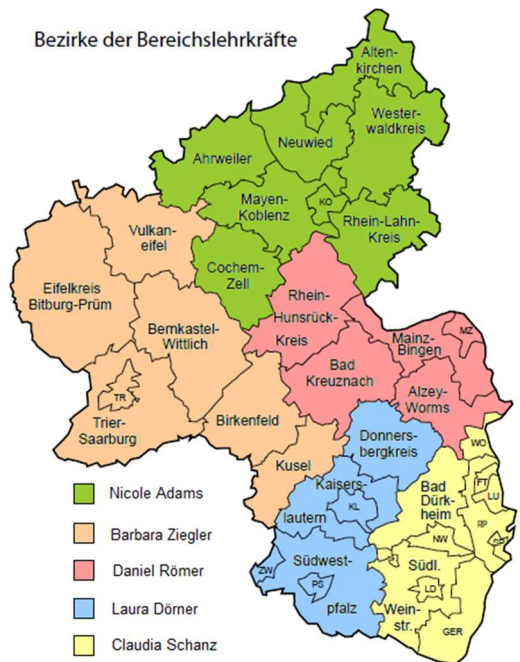 Bezirke der Bereichslehrkräfte
Alten-
kirchen
Wester-
waldkreis
Neuwied
Ahrweiler
Mayen-
Koblenz
KO
Rhein-Lahn-
Kreis
Vulkan-
eifel
Cochem-
Zell
Eifelkreis
Bitburg-Prüm
Rhein-
Hunsrück-
Kreis
Bernkastel-
Wittlich
Mainz-
Bingen
MZ
Bad
Kreuznach
Alzey-
Worms
TR
Trier-
Saarburg
Birkenfeld
Donners-
bergkreis
WO
Kusel
Kaisers-
lautern
KL
Bad
Dürk-
heim
FT
LU
RP
NW
ZW
Südwest-
pfalz
PS
Südl.
Wein-
str.
LD
GER
Nicole Adams
Barbara Ziegler
Daniel Römer
Laura Dörner
Claudia Schanz